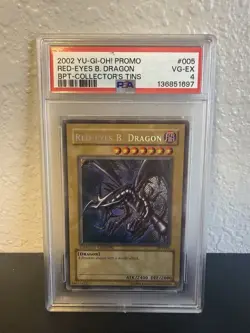 2002 YU-GI-OH! PROMO #005
RED-EYES B. DRAGON VG-EX
BPT-COLLECTOR'S TINS 4
PSA 136851697
RED-EYES B. DRAGON
[DRAGON]